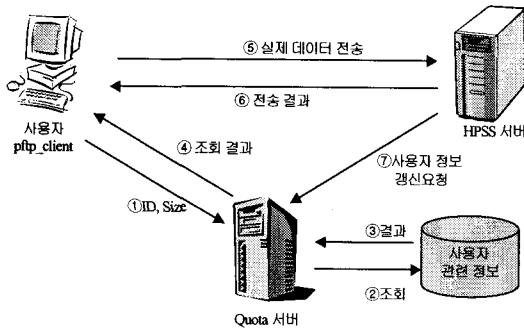 ⑤ 실제 데이터 전송
⑥ 전송 결과
사용자
pftp_client
HPSS 서버
④ 조회 결과
⑦사용자 정보
갱신요청
①ID, Size
③결과
사용자
관련 정보
②조회
Quota 서버